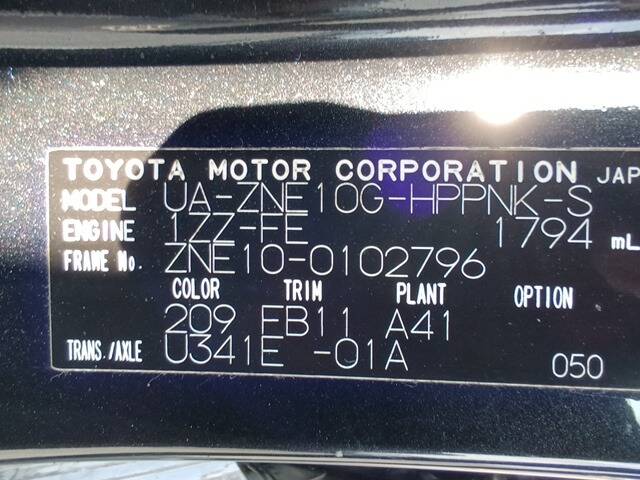 TOYOTA MOTOR CORPORATION JAP
MODEL UA-ZNE10G-HPPNK-S
ENGINE 1ZZ-FE 1794 mL
FRAME No. ZNE10-0102796
COLOR TRIM PLANT OPTION
209 FB11 A41
TRANS./AXLE U341E -01A 050